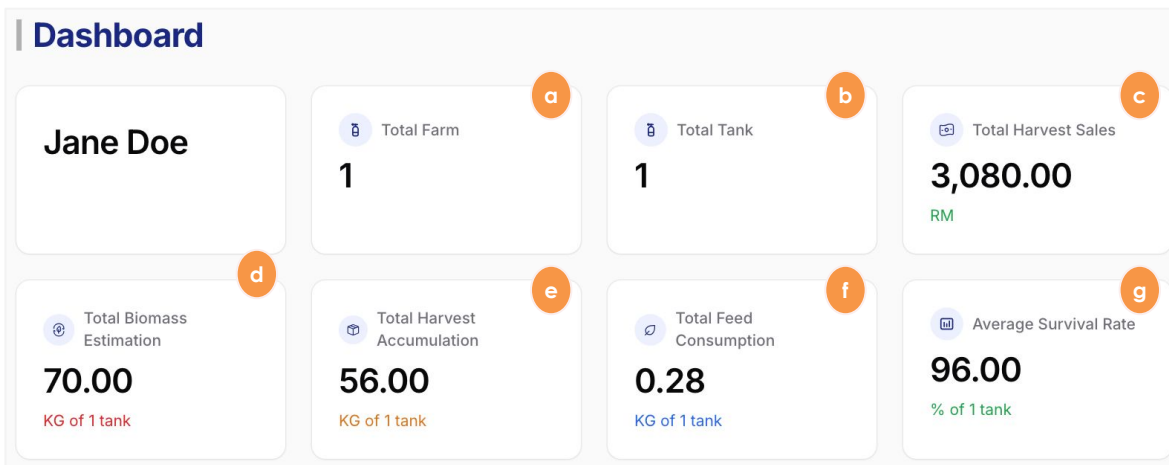 Dashboard
Jane Doe
a
Total Farm
1
b
Total Tank
1
c
Total Harvest Sales
3,080.00
RM
d
Total Biomass
Estimation
70.00
KG of 1 tank
e
Total Harvest
Accumulation
56.00
KG of 1 tank
f
Total Feed
Consumption
0.28
KG of 1 tank
g
Average Survival Rate
96.00
% of 1 tank